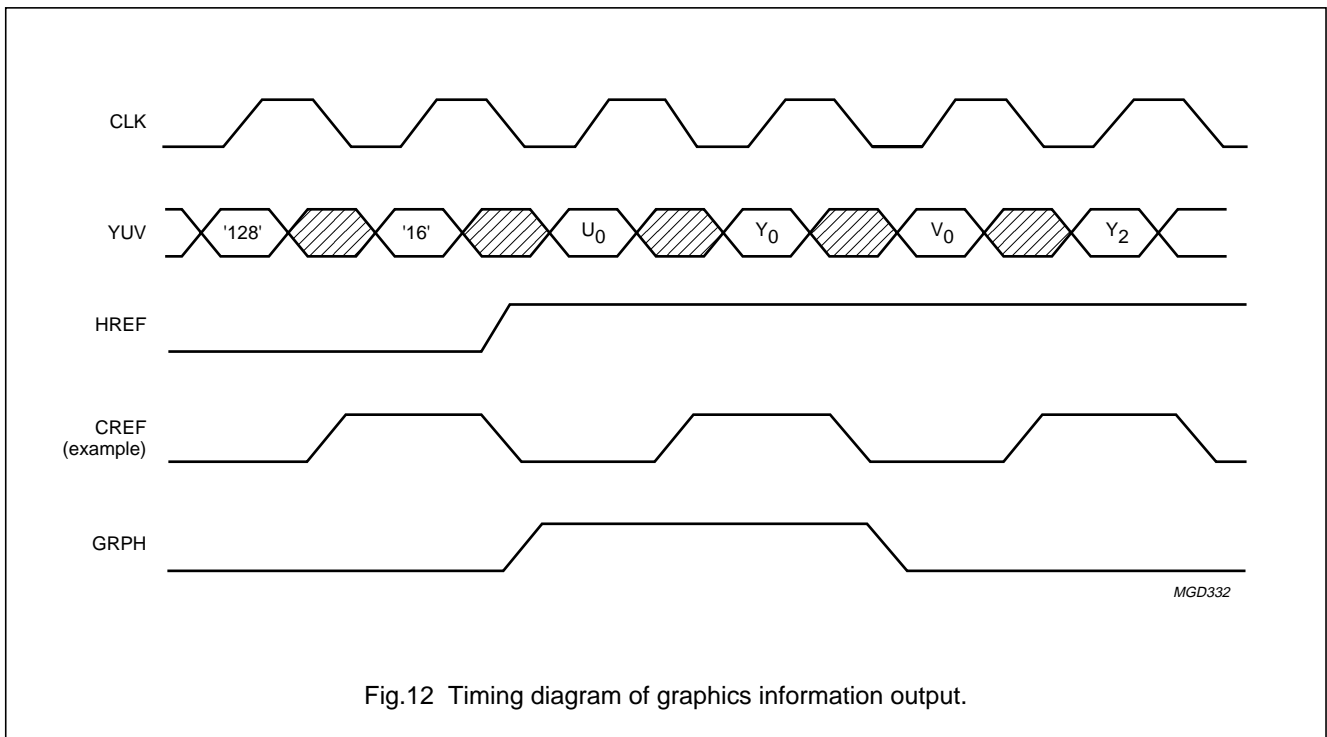 CLK
YUV '128' '16' U0 Y0 V0 Y2
HREF
CREF
(example)
GRPH
MGD332
Fig.12 Timing diagram of graphics information output.